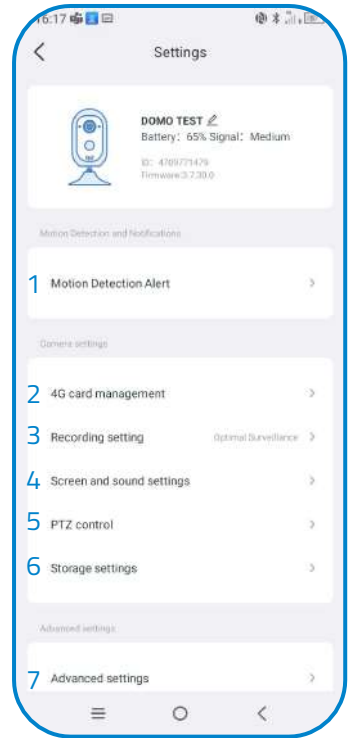 16:17
Settings
DOMO TEST
Battery: 65% Signal: Medium
ID: 4709771479
Firmware:3.7.30.0
Motion Detection and Notifications
1 Motion Detection Alert
Camera settings
2 4G card management
3 Recording setting Optimal Surveillance
4 Screen and sound settings
5 PTZ control
6 Storage settings
Advanced settings
7 Advanced settings